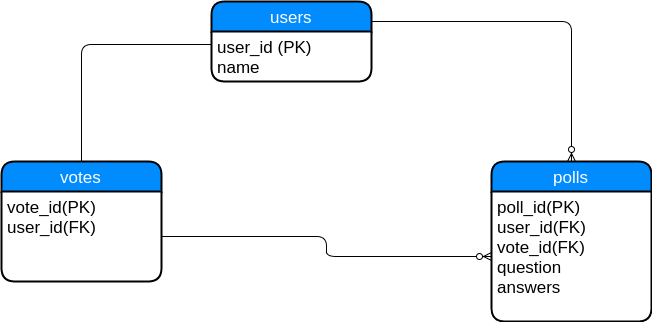 users
user_id (PK)
name
votes
vote_id(PK)
user_id(FK)
polls
poll_id(PK)
user_id(FK)
vote_id(FK)
question
answers